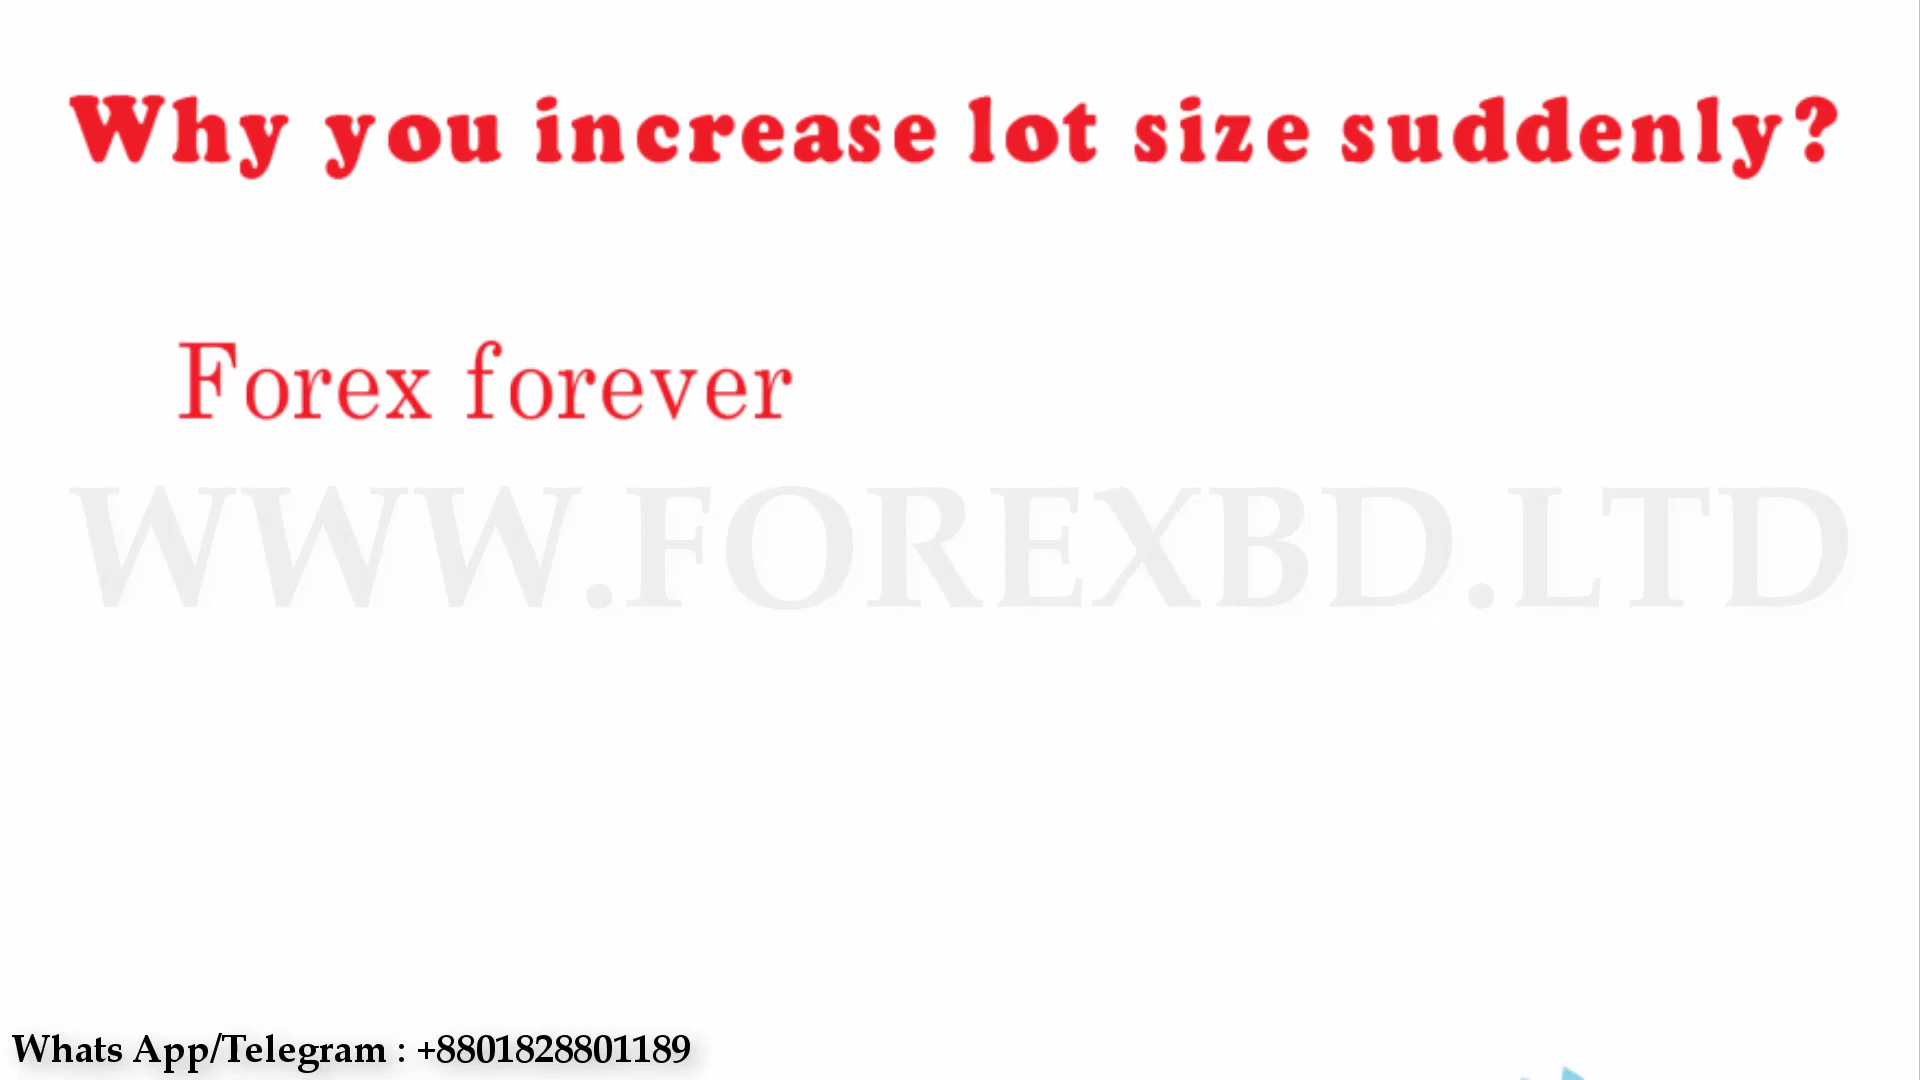 Why you increase lot size suddenly?
Forex forever
WWW.FOREXBD.LTD
Whats App/Telegram : +8801828801189